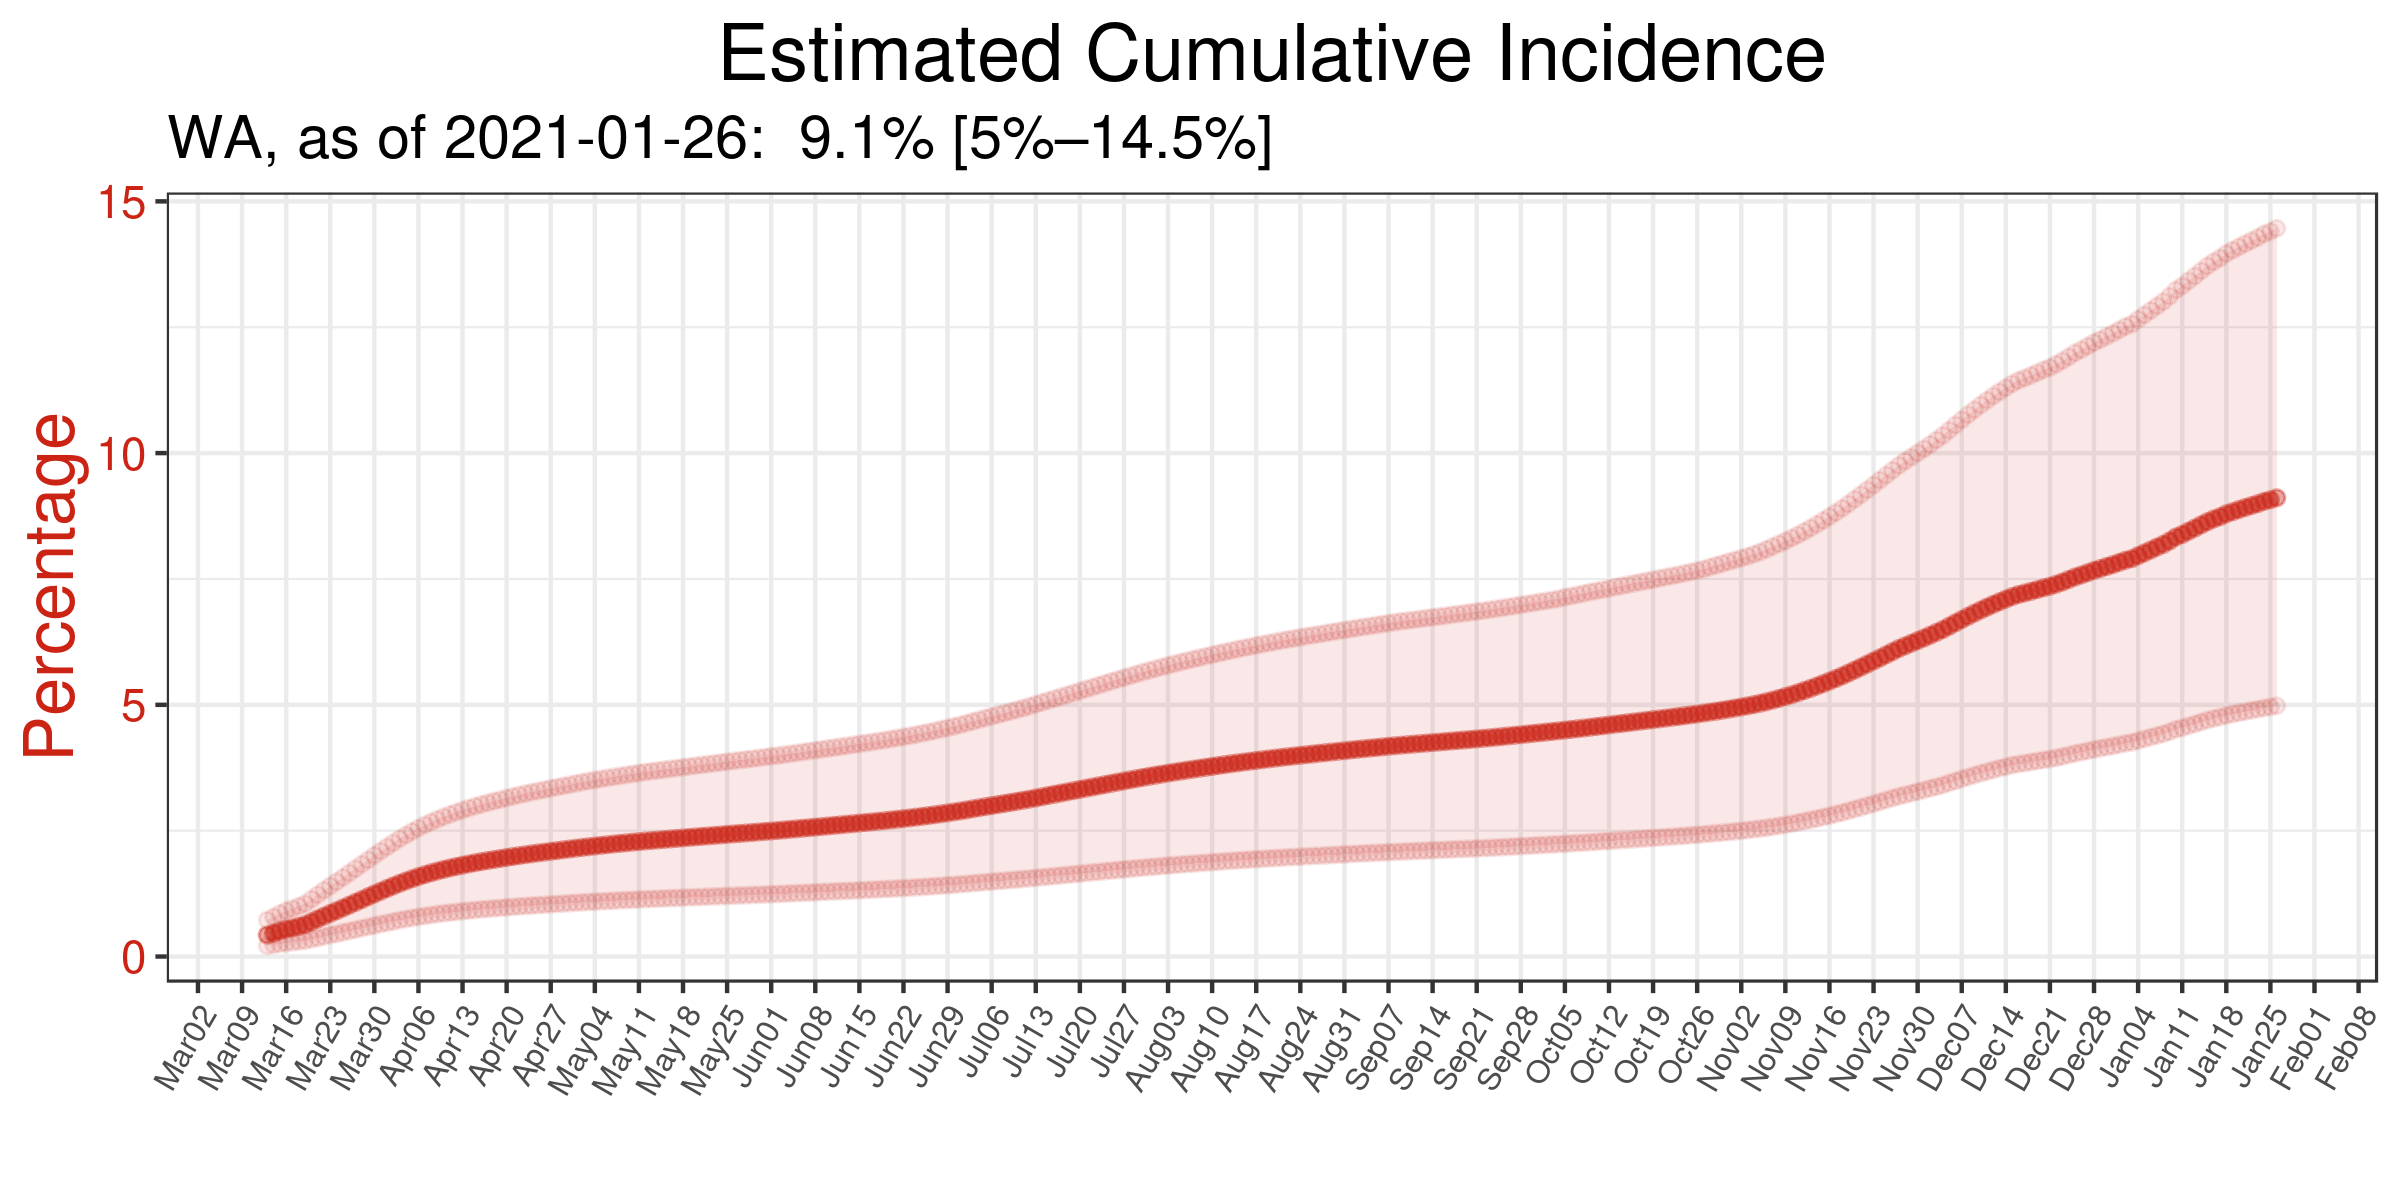 Estimated Cumulative Incidence
WA, as of 2021-01-26:  9.1% [5%–14.5%]
Percentage
15
10
5
0
Mar02
Mar09
Mar16
Mar23
Mar30
Apr06
Apr13
Apr20
Apr27
May04
May11
May18
May25
Jun01
Jun08
Jun15
Jun22
Jun29
Jul06
Jul13
Jul20
Jul27
Aug03
Aug10
Aug17
Aug24
Aug31
Sep07
Sep14
Sep21
Sep28
Oct05
Oct12
Oct19
Oct26
Nov02
Nov09
Nov16
Nov23
Nov30
Dec07
Dec14
Dec21
Dec28
Jan04
Jan11
Jan18
Jan25
Feb01
Feb08